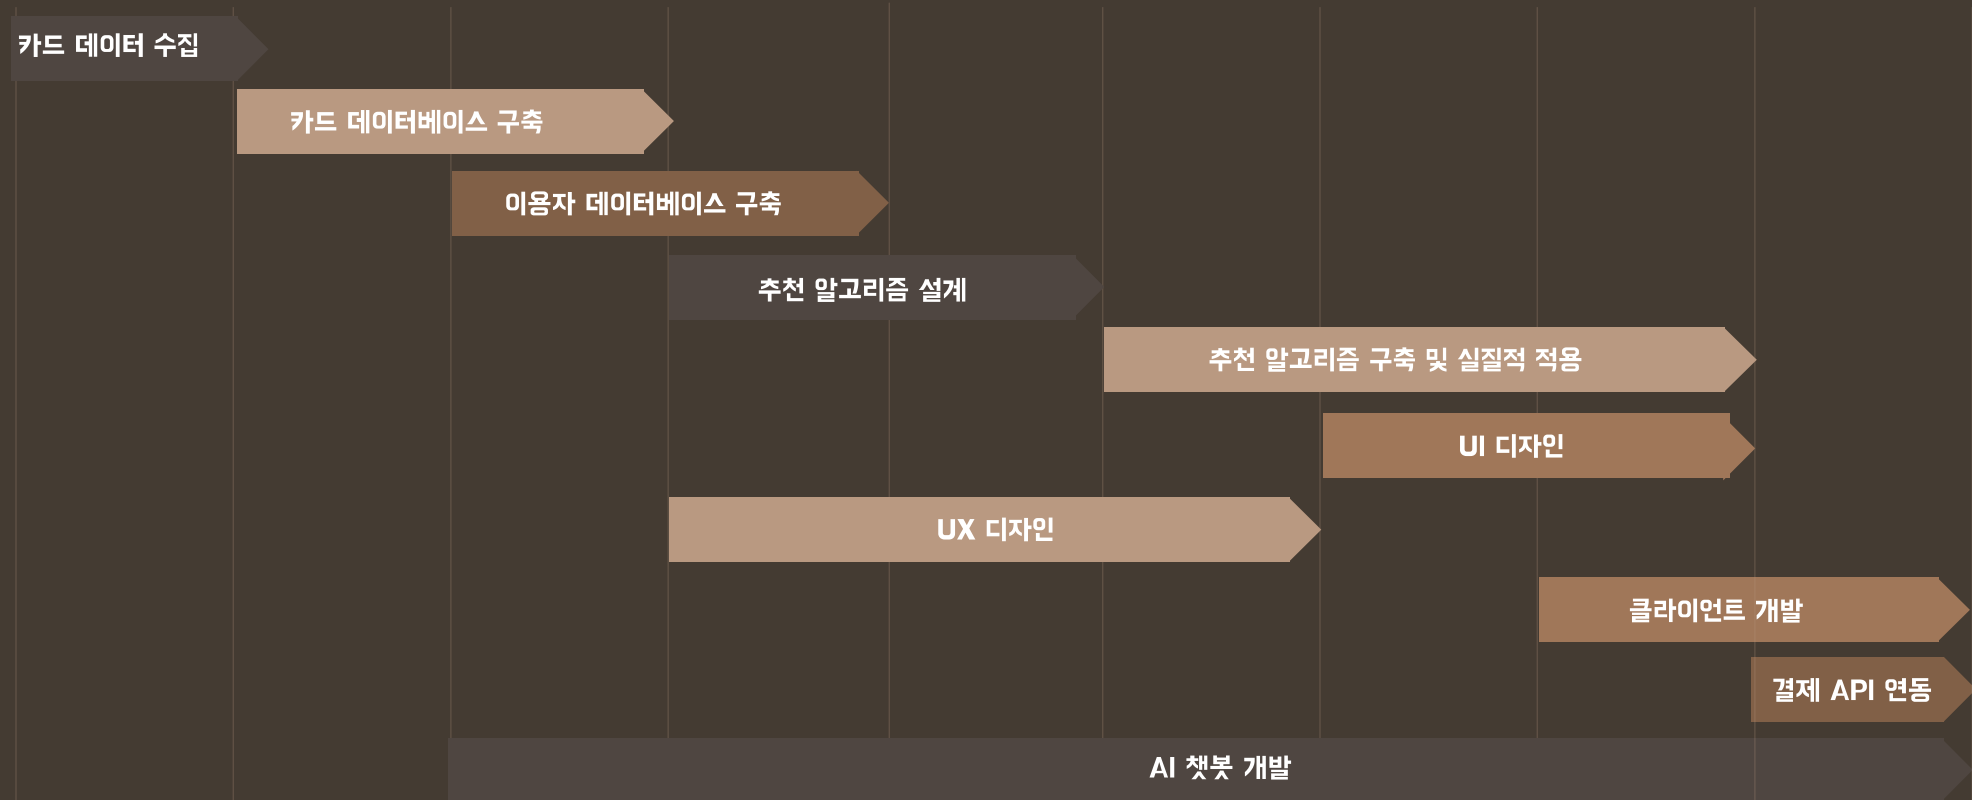 카드 데이터 수집
카드 데이터베이스 구축
이용자 데이터베이스 구축
추천 알고리즘 설계
추천 알고리즘 구축 및 실질적 적용
UI 디자인
UX 디자인
클라이언트 개발
결제 API 연동
AI 챗봇 개발